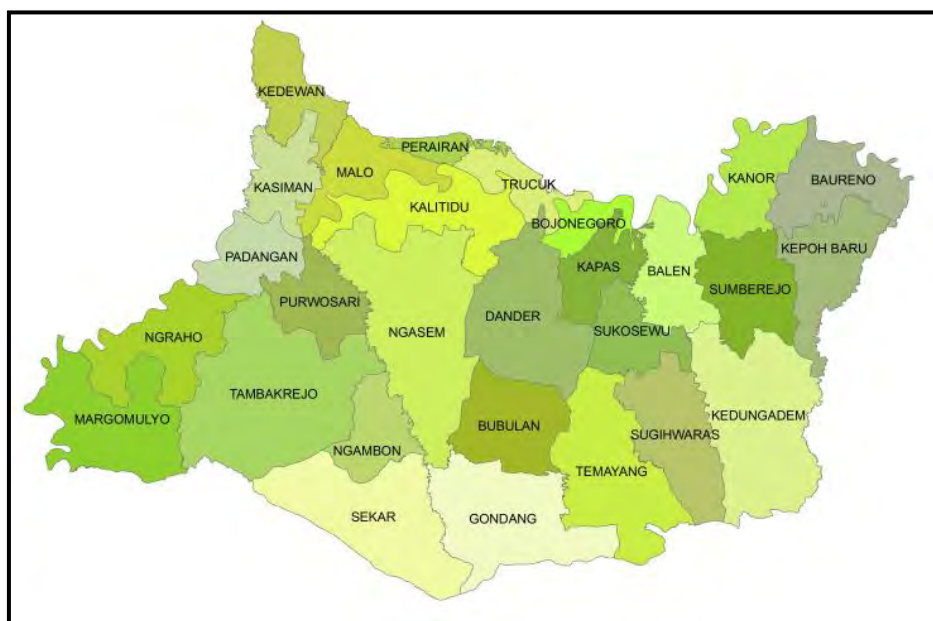 KEDEWAN
PERAIRAN
KANOR
MALO
BAURENO
KASIMAN
TRUCUK
KALITIDU
BOJONEGORO
KEPOH BARU
PADANGAN
KAPAS
BALEN
SUMBEREJO
PURWOSARI
DANDER
SUKOSEWU
NGRAHO
NGASEM
TAMBAKREJO
KEDUNGADEM
MARGOMULYO
BUBULAN
SUGIHWARAS
NGAMBON
TEMAYANG
SEKAR
GONDANG